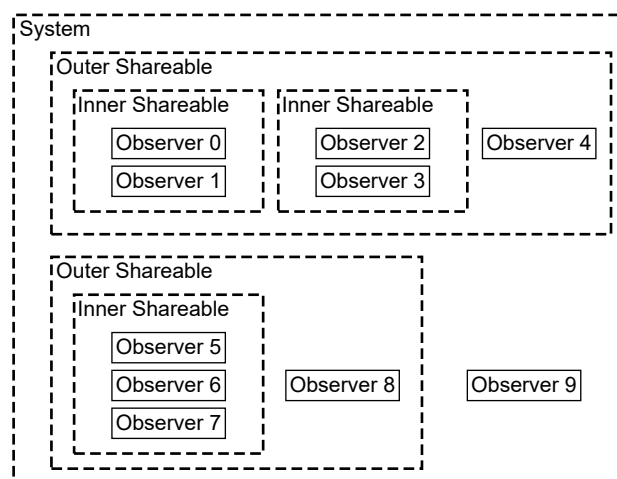 System
Outer Shareable
Inner Shareable
Inner Shareable
Observer 0
Observer 2
Observer 4
Observer 1
Observer 3
Outer Shareable
Inner Shareable
Observer 5
Observer 6
Observer 8
Observer 9
Observer 7